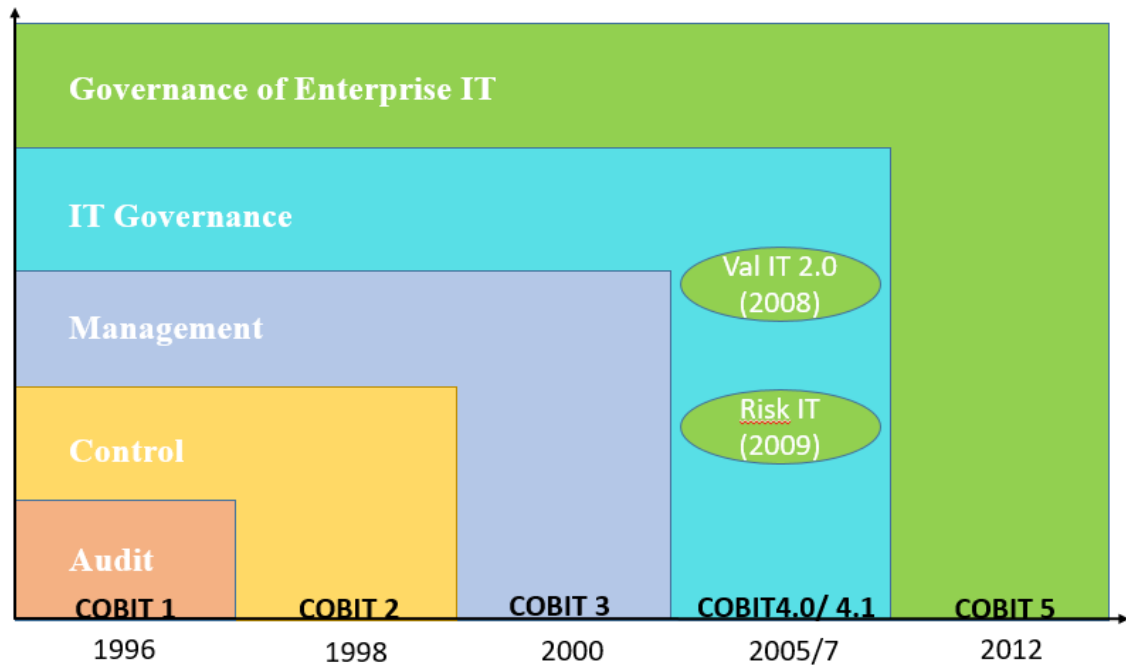 Governance of Enterprise IT
IT Governance
Val IT 2.0
(2008)
Management
Risk IT
(2009)
Control
Audit
COBIT 1
COBIT 2
COBIT 3
COBIT4.0/ 4.1
COBIT 5
1996
1998
2000
2005/7
2012